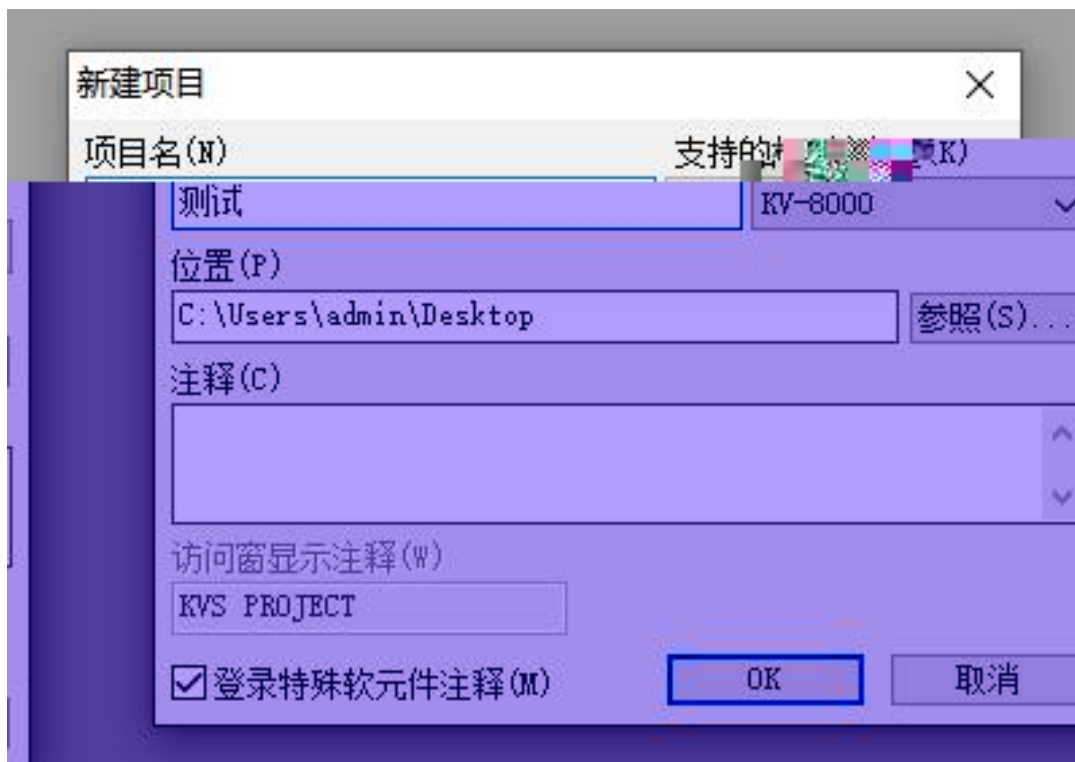 新建项目
项目名(N) 支持的 K)
测试 KV-8000
位置(P)
C:\Users\admin\Desktop 参照(S)...
注释(C)
访问窗显示注释(W)
KVS PROJECT
登录特殊软元件注释(M) OK 取消